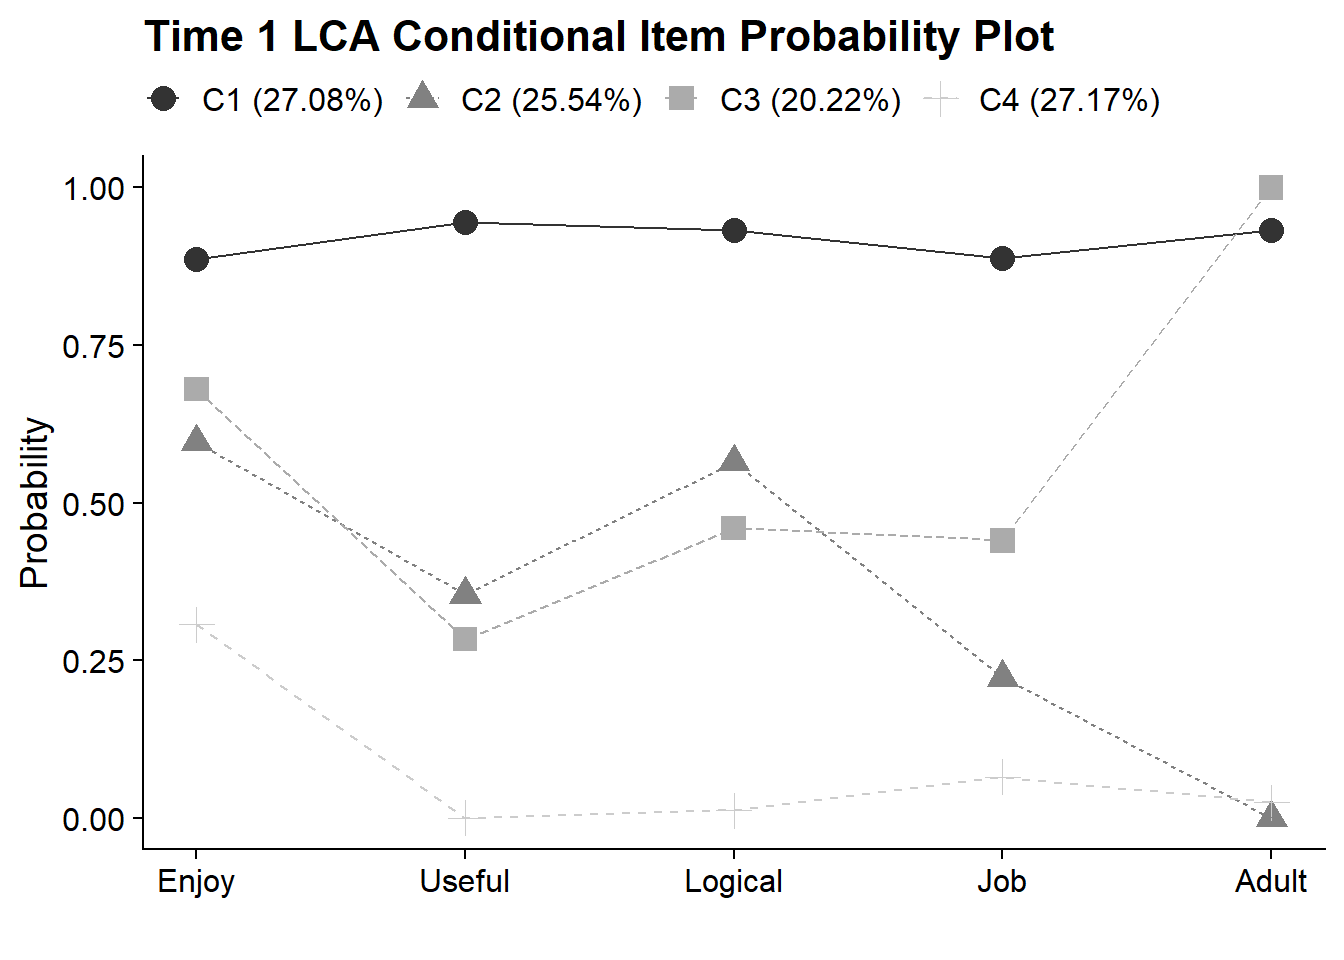 Time 1 LCA Conditional Item Probability Plot
C1 (27.08%) C2 (25.54%) C3 (20.22%) C4 (27.17%)
Probability
1.00
0.75
0.50
0.25
0.00
Enjoy Useful Logical Job Adult